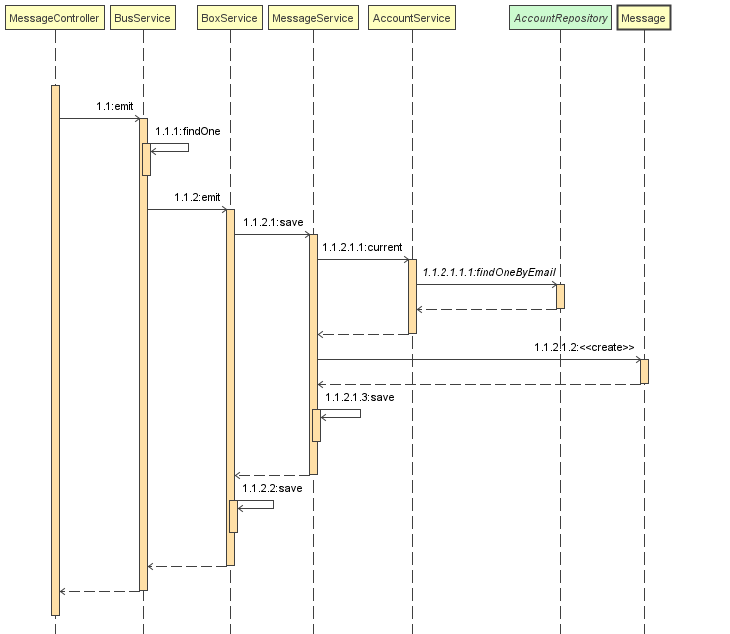 MessageController
BusService
BoxService
MessageService
AccountService
AccountRepository
Message
1.1:emit
1.1.1:findOne
1.1.2:emit
1.1.2.1:save
1.1.2.1.1:current
1.1.2.1.1.1:findOneByEmail
1.1.2.1.2:<<create>>
1.1.2.1.3:save
1.1.2.2:save